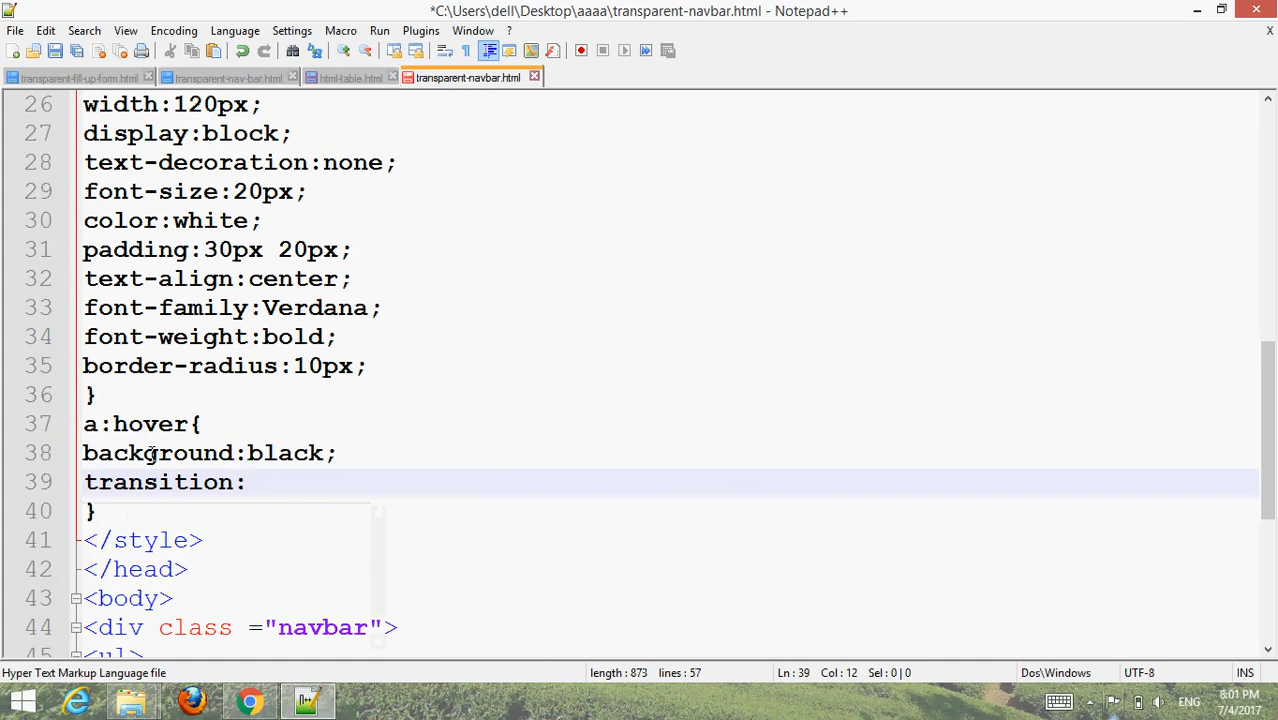 *C:\Users\dell\Desktop\aaaa\transparent-navbar.html - Notepad++
File Edit Search View Encoding Language Settings Macro Run Plugins Window ? X
transparent-fill-up-form.html transparent-nav-bar.html html-table.html transparent-navbar.html
26 width:120px;
27 display:block;
28 text-decoration:none;
29 font-size:20px;
30 color:white;
31 padding:30px 20px;
32 text-align:center;
33 font-family:Verdana;
34 font-weight:bold;
35 border-radius:10px;
36 }
37 a:hover{
38 background:black;
39 transition:
40 }
41 </style>
42 </head>
43 <body>
44 <div class ="navbar">
45 <ul>
Hyper Text Markup Language file length : 873 lines : 57 Ln : 39 Col : 12 Sel : 0 | 0 Dos\Windows UTF-8 INS
ENG 8:01 PM
7/4/2017